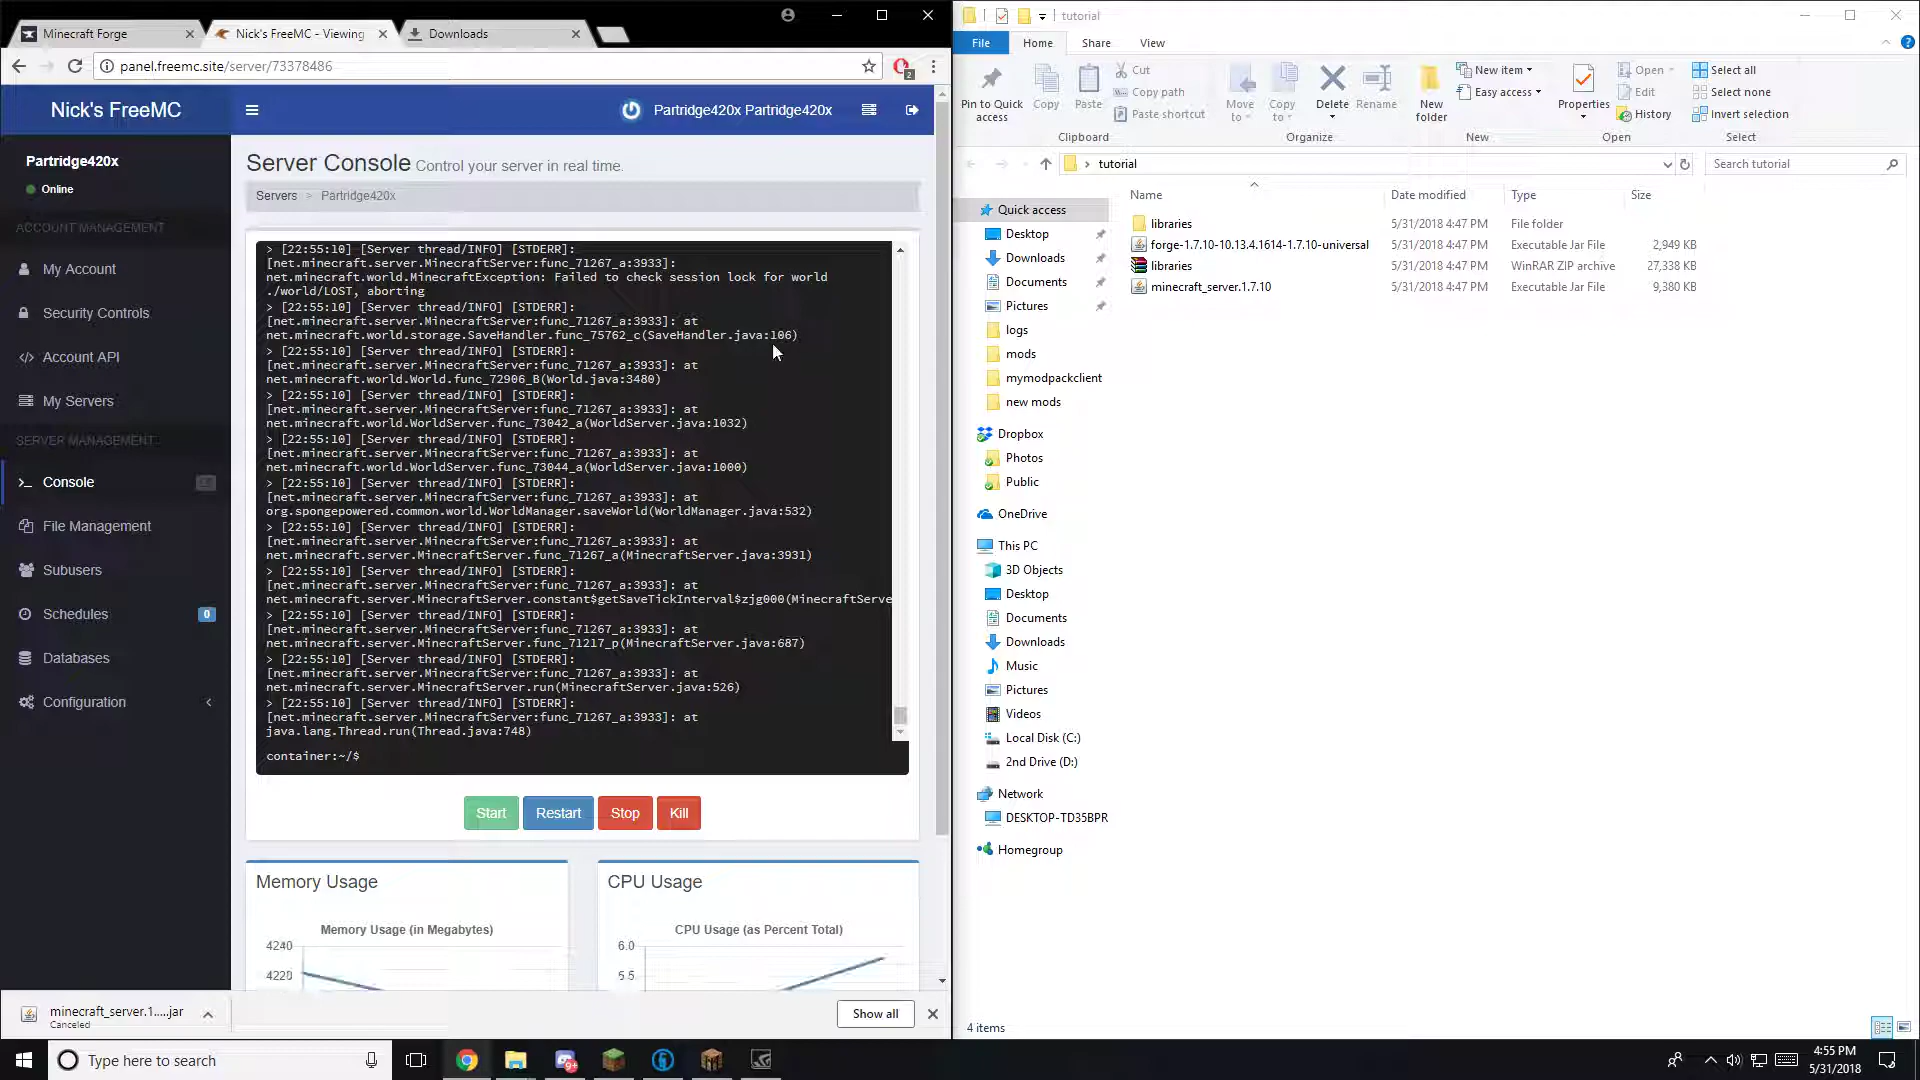 Minecraft Forge
Nick's FreeMC - Viewing
Downloads
panel.freemc.site/server/73378486
2
Nick's FreeMC
Partridge420x Partridge420x
Partridge420x
Online
ACCOUNT MANAGEMENT
My Account
Security Controls
Account API
My Servers
SERVER MANAGEMENT
Console
File Management
Subusers
Schedules
0
Databases
Configuration
Server Console Control your server in real time.
Servers > Partridge420x
> [22:55:10] [Server thread/INFO] [STDERR]:
[net.minecraft.server.MinecraftServer:func_71267_a:3933]:
net.minecraft.world.MinecraftException: Failed to check session lock for world
./world/LOST, aborting
> [22:55:10] [Server thread/INFO] [STDERR]:
[net.minecraft.server.MinecraftServer:func_71267_a:3933]: at
net.minecraft.world.storage.SaveHandler.func_75762_c(SaveHandler.java:106)
> [22:55:10] [Server thread/INFO] [STDERR]:
[net.minecraft.server.MinecraftServer:func_71267_a:3933]: at
net.minecraft.world.World.func_72906_B(World.java:3480)
> [22:55:10] [Server thread/INFO] [STDERR]:
[net.minecraft.server.MinecraftServer:func_71267_a:3933]: at
net.minecraft.world.WorldServer.func_73042_a(WorldServer.java:1032)
> [22:55:10] [Server thread/INFO] [STDERR]:
[net.minecraft.server.MinecraftServer:func_71267_a:3933]: at
net.minecraft.world.WorldServer.func_73044_a(WorldServer.java:1000)
> [22:55:10] [Server thread/INFO] [STDERR]:
[net.minecraft.server.MinecraftServer:func_71267_a:3933]: at
org.spongepowered.common.world.WorldManager.saveWorld(WorldManager.java:532)
> [22:55:10] [Server thread/INFO] [STDERR]:
[net.minecraft.server.MinecraftServer:func_71267_a:3933]: at
net.minecraft.server.MinecraftServer.func_71267_a(MinecraftServer.java:3931)
> [22:55:10] [Server thread/INFO] [STDERR]:
[net.minecraft.server.MinecraftServer:func_71267_a:3933]: at
net.minecraft.server.MinecraftServer.constant$getSaveTickInterval$zjg000(MinecraftServe
> [22:55:10] [Server thread/INFO] [STDERR]:
[net.minecraft.server.MinecraftServer:func_71267_a:3933]: at
net.minecraft.server.MinecraftServer.func_71217_p(MinecraftServer.java:687)
> [22:55:10] [Server thread/INFO] [STDERR]:
[net.minecraft.server.MinecraftServer:func_71267_a:3933]: at
net.minecraft.server.MinecraftServer.run(MinecraftServer.java:526)
> [22:55:10] [Server thread/INFO] [STDERR]:
[net.minecraft.server.MinecraftServer:func_71267_a:3933]: at
java.lang.Thread.run(Thread.java:748)
container:~/$
Start Restart Stop Kill
Memory Usage
Memory Usage (in Megabytes)
4240
4220
CPU Usage
CPU Usage (as Percent Total)
6.0
5.5
minecraft_server.1.....jar
Canceled
Show all
tutorial
File Home Share View
Pin to Quick access
Copy
Paste
Cut
Copy path
Paste shortcut
Clipboard
Move to
Copy to
Delete
Rename
Organize
New folder
New item
Easy access
New
Properties
Open
Edit
History
Open
Select all
Select none
Invert selection
Select
tutorial
Search tutorial
Name Date modified Type Size
libraries 5/31/2018 4:47 PM File folder
forge-1.7.10-10.13.4.1614-1.7.10-universal 5/31/2018 4:47 PM Executable Jar File 2,949 KB
libraries 5/31/2018 4:47 PM WinRAR ZIP archive 27,338 KB
minecraft_server.1.7.10 5/31/2018 4:47 PM Executable Jar File 9,380 KB
Quick access
Desktop
Downloads
Documents
Pictures
logs
mods
mymodpackclient
new mods
Dropbox
Photos
Public
OneDrive
This PC
3D Objects
Desktop
Documents
Downloads
Music
Pictures
Videos
Local Disk (C:)
2nd Drive (D:)
Network
DESKTOP-TD35BPR
Homegroup
4 items
Type here to search
4:55 PM
5/31/2018